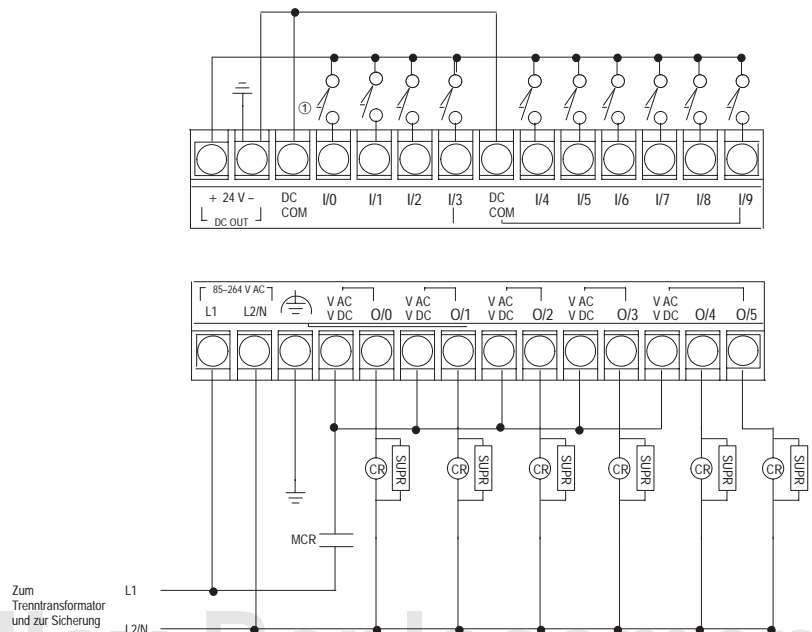 ①
+ 24 V –
DC OUT
DC
COM
I/0
I/1
I/2
I/3
DC
COM
I/4
I/5
I/6
I/7
I/8
I/9
85–264 V AC
L1
L2/N
V AC
V DC
O/0
V AC
V DC
O/1
V AC
V DC
O/2
V AC
V DC
O/3
V AC
V DC
O/4
O/5
CR
SUPR
CR
SUPR
CR
SUPR
CR
SUPR
CR
SUPR
CR
SUPR
MCR
Zum
Trenntransformator
und zur Sicherung
L1
L2/N